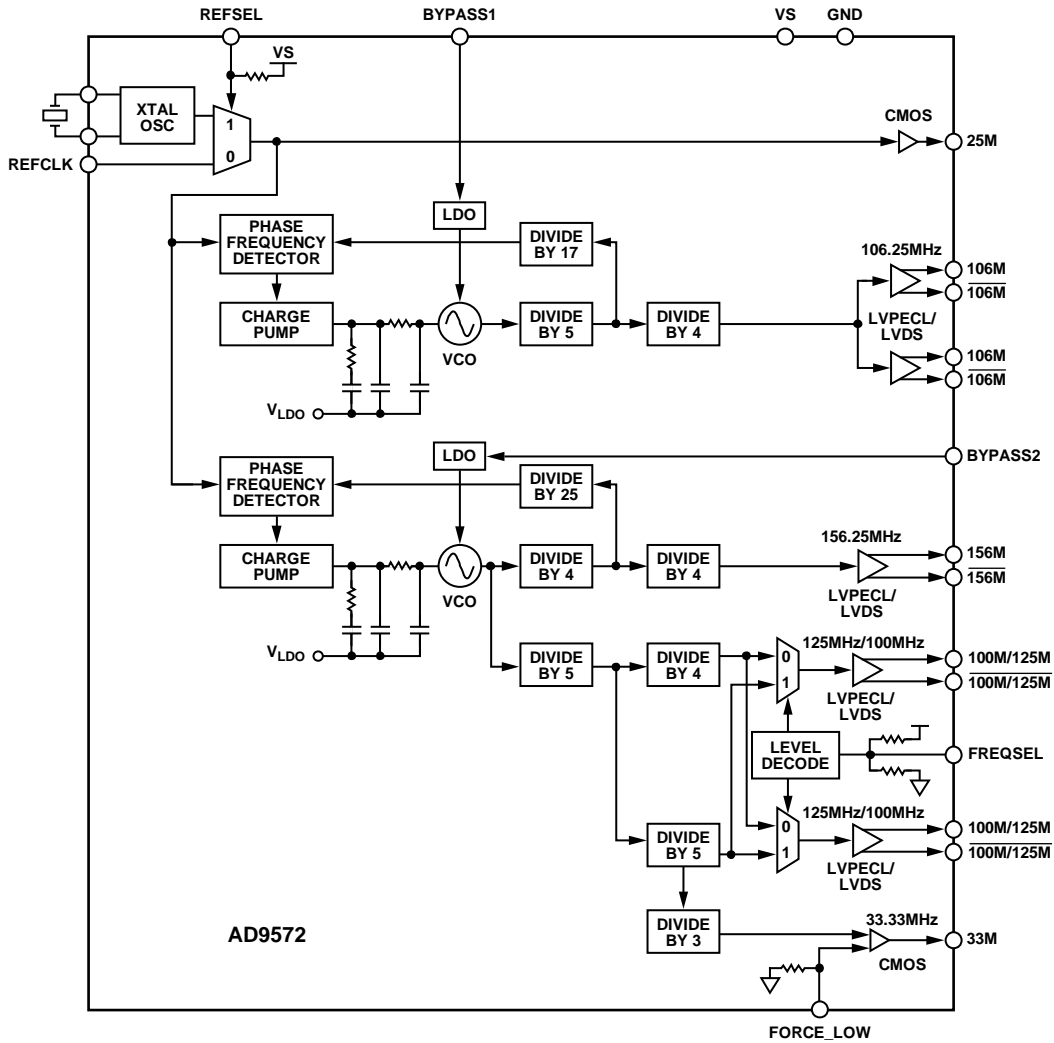 REFSEL
BYPASS1
VS
GND
VS
XTAL
OSC
1
0
REFCLK
CMOS
25M
LDO
PHASE
FREQUENCY
DETECTOR
DIVIDE
BY 17
106.25MHz
106M
106M
CHARGE
PUMP
VCO
DIVIDE
BY 5
DIVIDE
BY 4
LVPECL/
LVDS
106M
106M
VLDO
LDO
BYPASS2
PHASE
FREQUENCY
DETECTOR
DIVIDE
BY 25
156.25MHz
156M
156M
CHARGE
PUMP
VCO
DIVIDE
BY 4
DIVIDE
BY 4
LVPECL/
LVDS
VLDO
125MHz/100MHz
DIVIDE
BY 5
DIVIDE
BY 4
0
1
100M/125M
100M/125M
LVPECL/
LVDS
LEVEL
DECODE
FREQSEL
125MHz/100MHz
DIVIDE
BY 5
0
1
100M/125M
100M/125M
LVPECL/
LVDS
AD9572
DIVIDE
BY 3
33.33MHz
33M
CMOS
FORCE_LOW